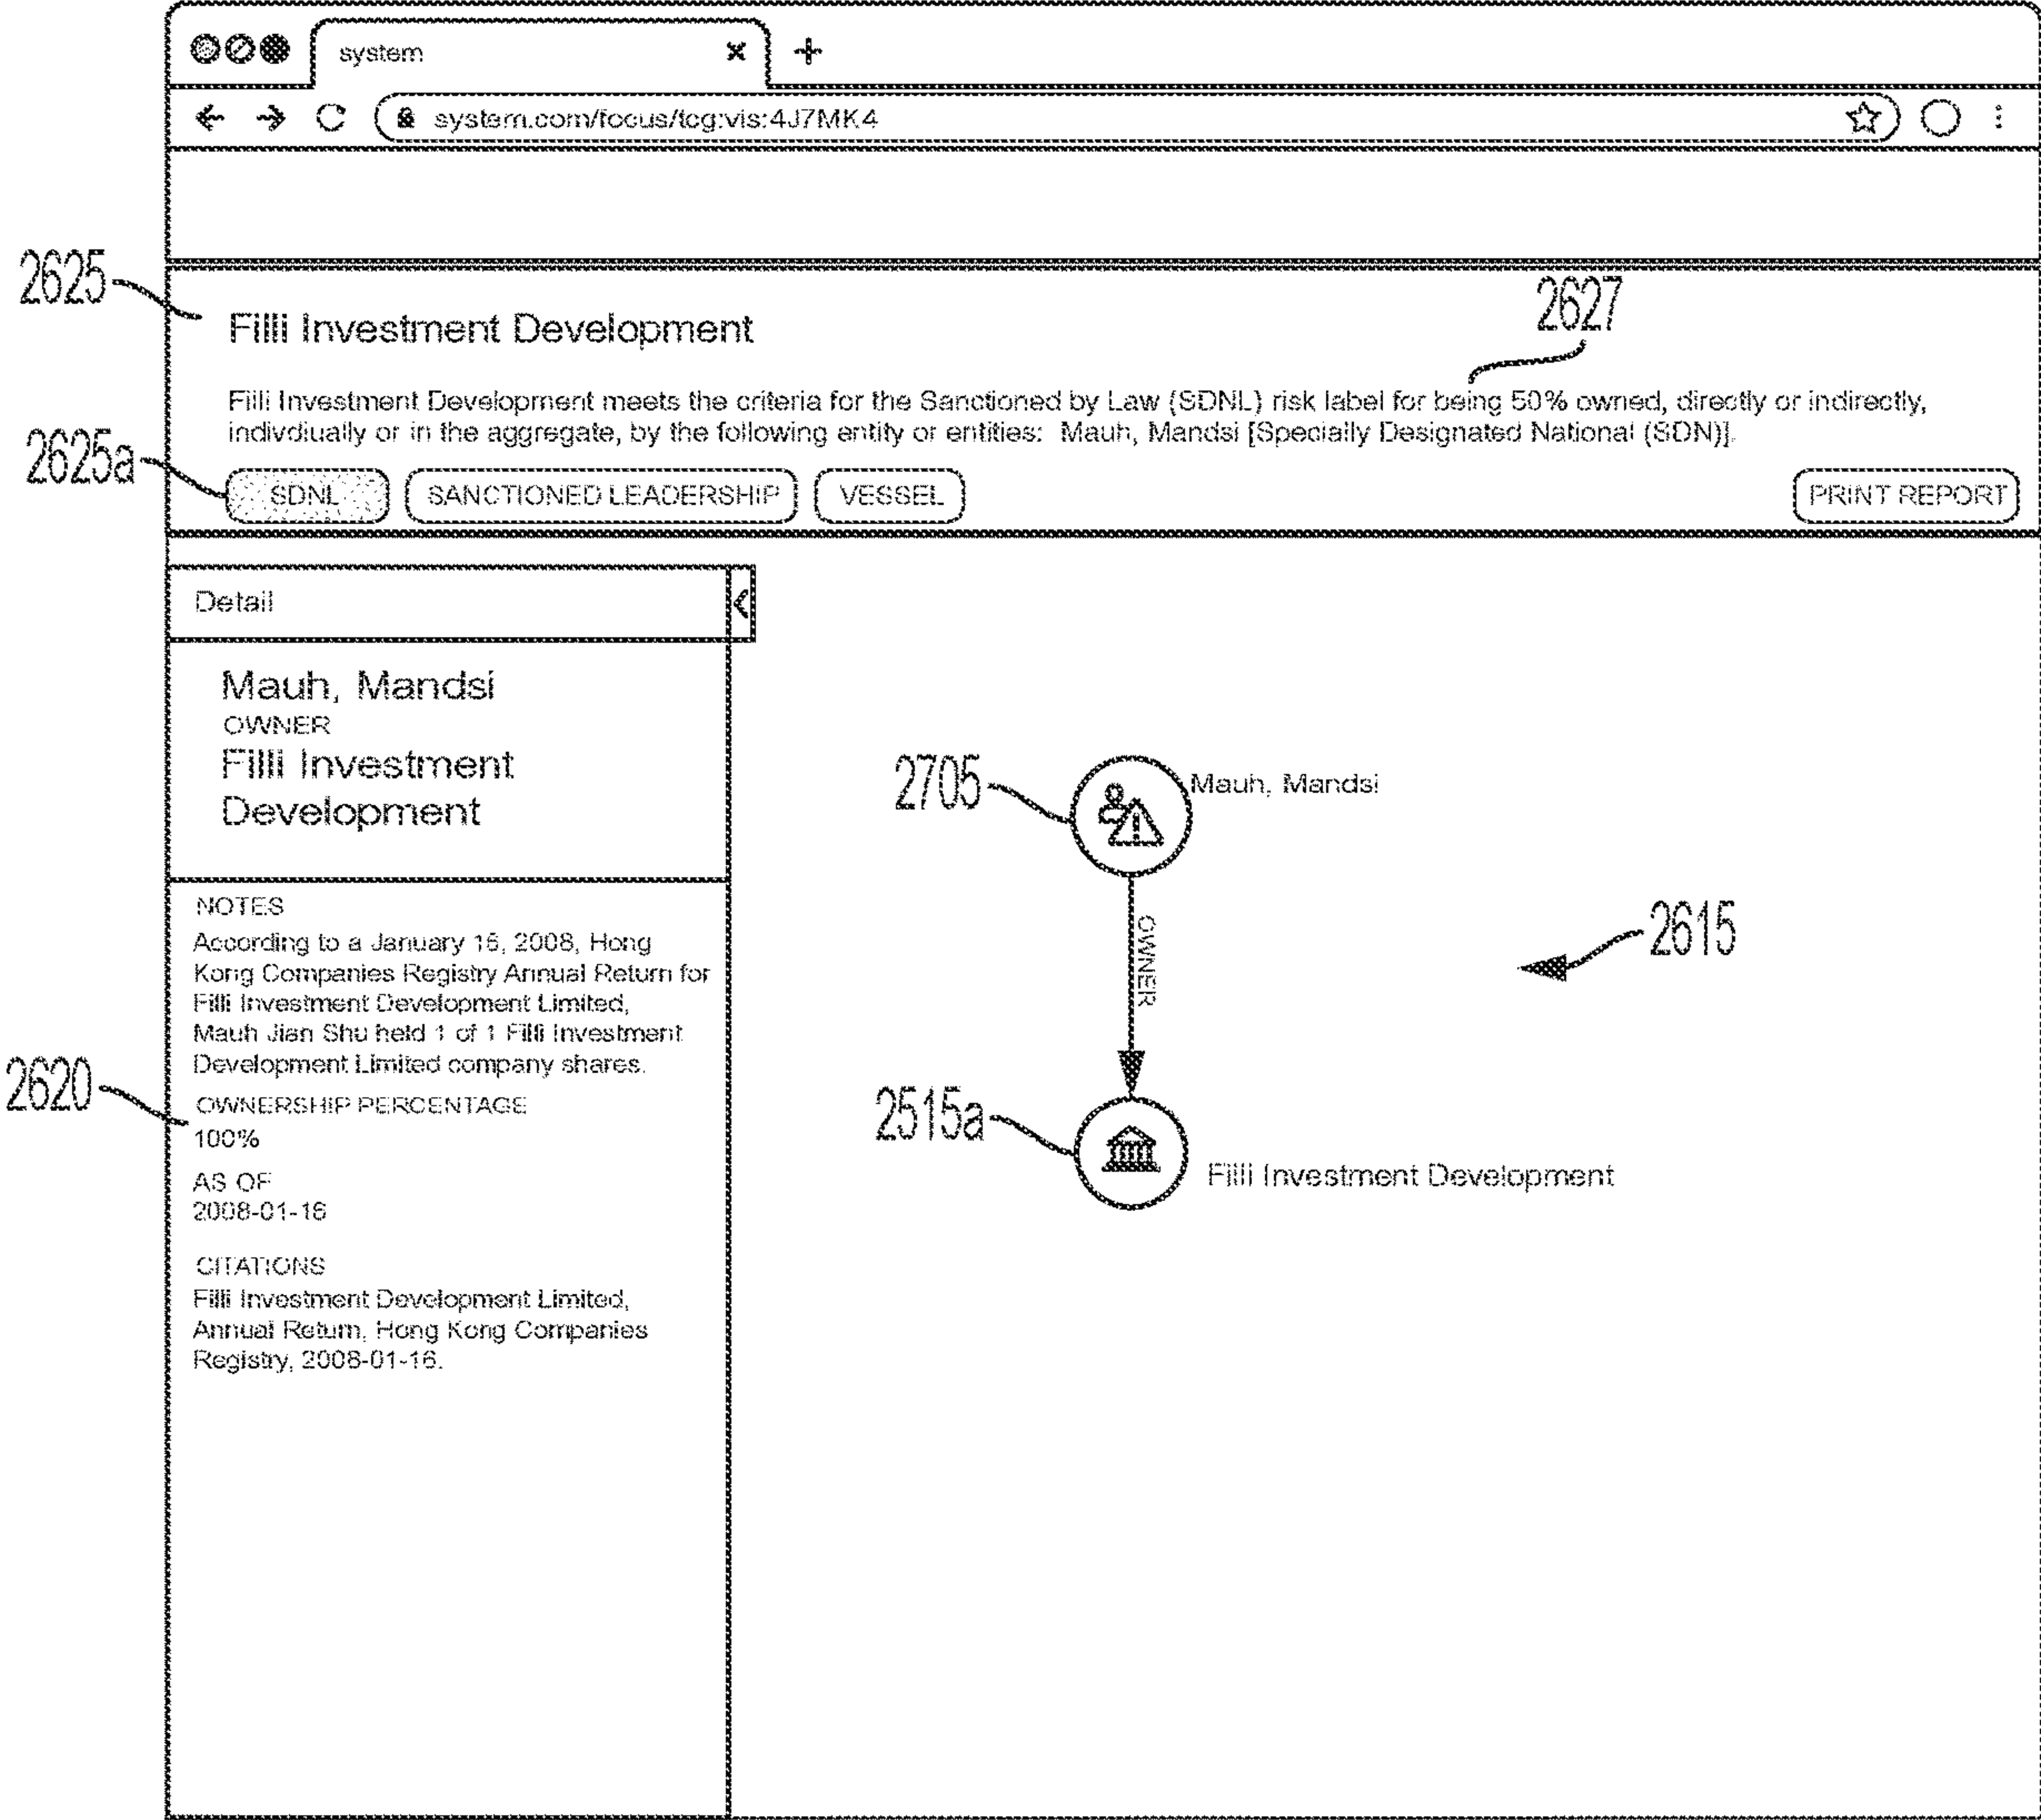 system
system.com/focus/tcg:vis:4J7MK4
2625
2627
Filli Investment Development
Filli Investment Development meets the criteria for the Sanctioned by Law (SDNL) risk label for being 50% owned, directly or indirectly,
indivdiually or in the aggregate, by the following entity or entities: Mauh, Mandsi [Specially Designated National (SDN)].
2625a
SDNL
SANCTIONED LEADERSHIP
VESSEL
PRINT REPORT
Detail
Mauh, Mandsi
OWNER
Filli Investment
Development
NOTES
According to a January 16, 2008, Hong
Kong Companies Registry Annual Return for
Filli Investment Development Limited,
Mauh Jian Shu held 1 of 1 Filli Investment
Development Limited company shares.
2620
OWNERSHIP PERCENTAGE
100%
AS OF
2008-01-16
CITATIONS
Filli Investment Development Limited,
Annual Return, Hong Kong Companies
Registry, 2008-01-16.
2705
Mauh, Mandsi
OWNER
2615
2515a
Filli Investment Development